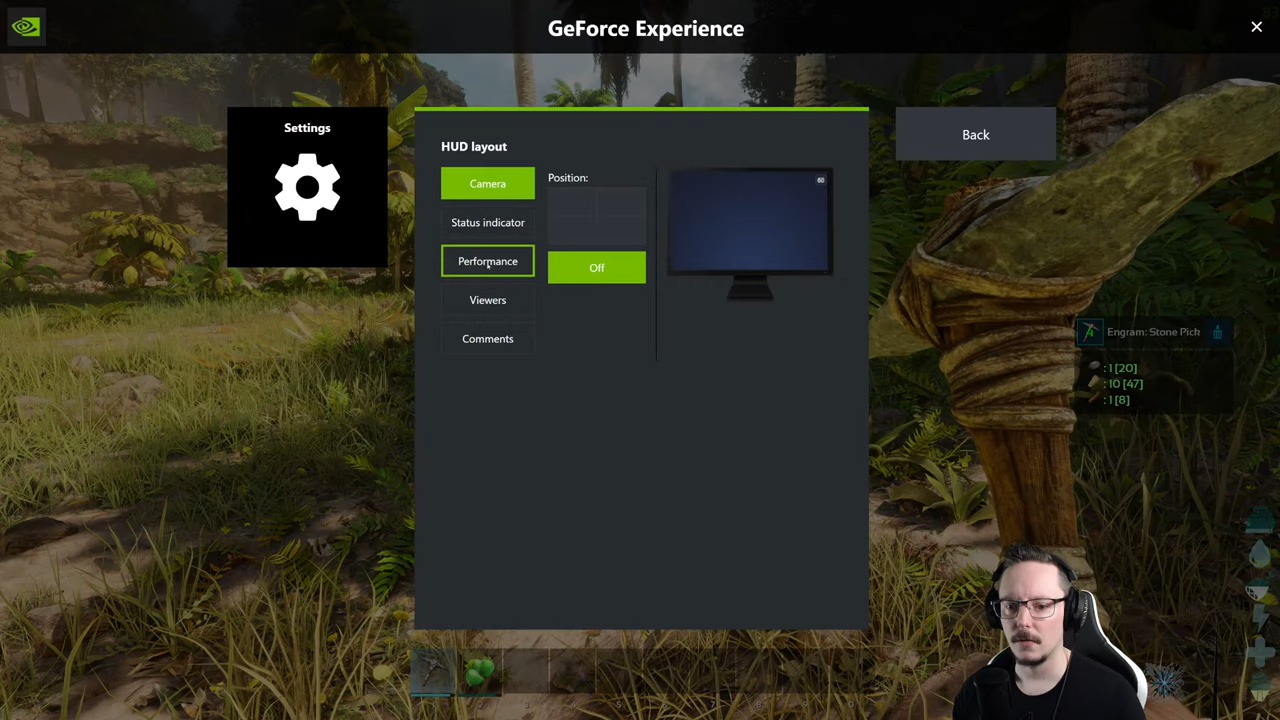 GeForce Experience
Settings
HUD layout
Back
Camera
Position:
60
Status indicator
Performance
Off
Viewers
Comments
Engram: Stone Pick
: 1 [20]
: 10 [47]
: 1 [8]